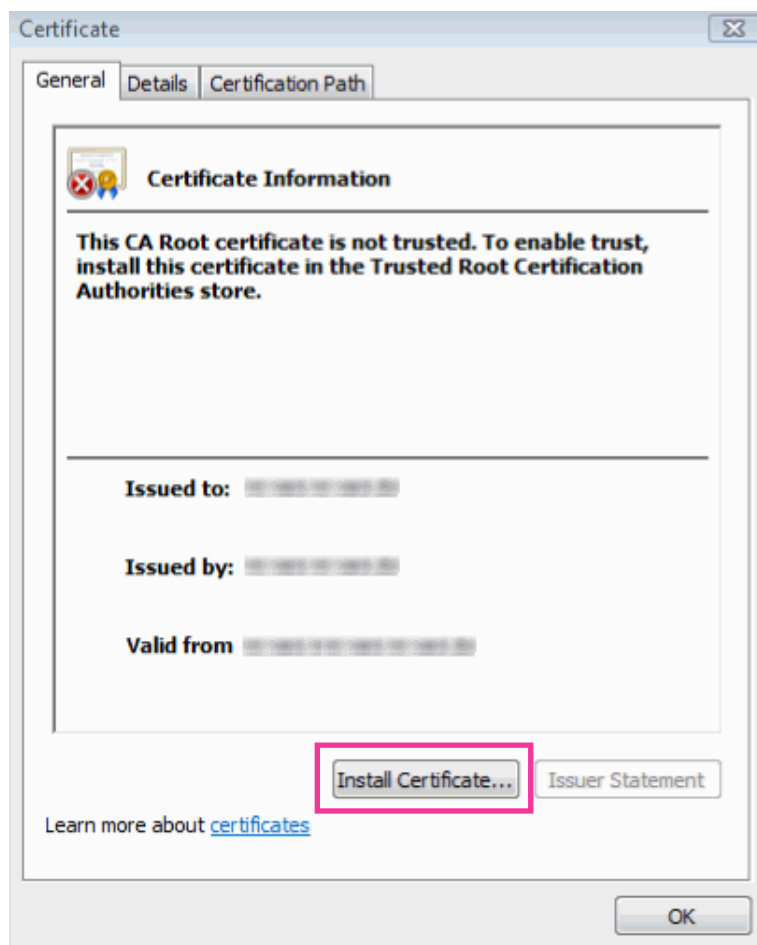 Certificate
General Details Certification Path
Certificate Information
This CA Root certificate is not trusted. To enable trust,
install this certificate in the Trusted Root Certification
Authorities store.
Issued to:
Issued by:
Valid from
Install Certificate... Issuer Statement
Learn more about certificates
OK